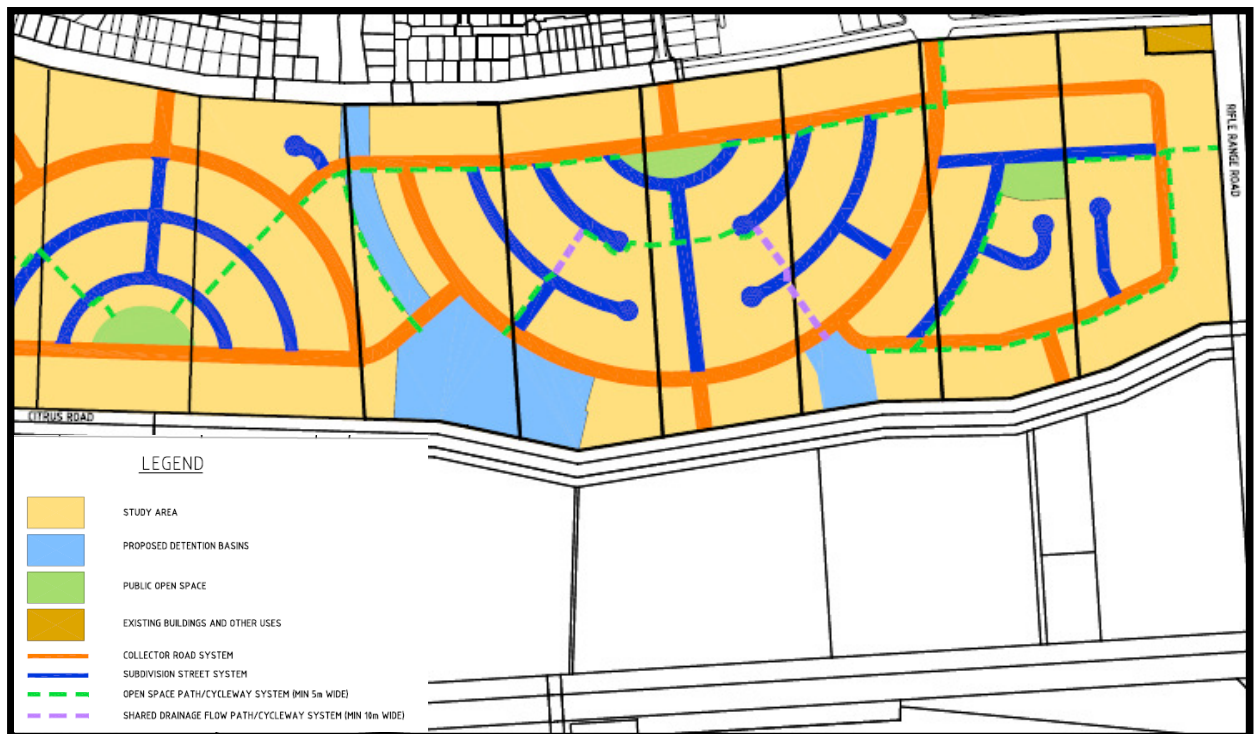 RIFLE RANGE ROAD
CITRUS ROAD
LEGEND
STUDY AREA
PROPOSED DETENTION BASINS
PUBLIC OPEN SPACE
EXISTING BUILDINGS AND OTHER USES
COLLECTOR ROAD SYSTEM
SUBDIVISION STREET SYSTEM
OPEN SPACE PATH/CYCLEWAY SYSTEM (MIN 5m WIDE)
SHARED DRAINAGE FLOW PATH/CYCLEWAY SYSTEM (MIN 10m WIDE)